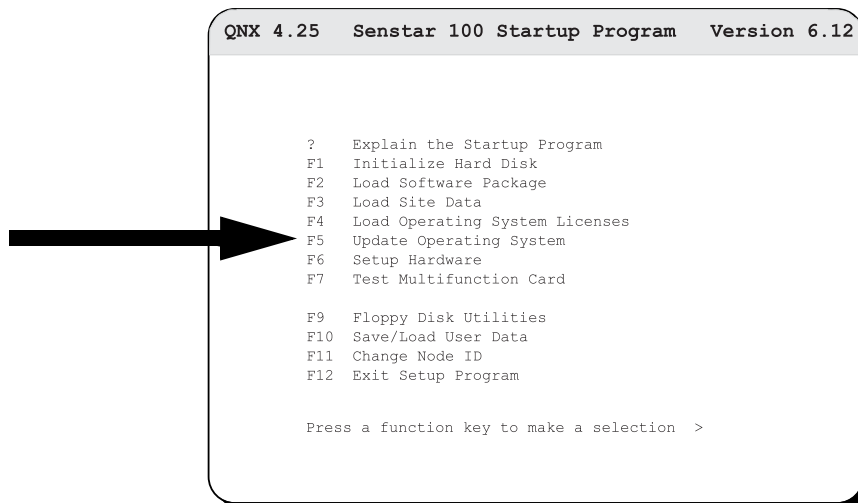 QNX 4.25 Senstar 100 Startup Program Version 6.12
? Explain the Startup Program
F1 Initialize Hard Disk
F2 Load Software Package
F3 Load Site Data
F4 Load Operating System Licenses
F5 Update Operating System
F6 Setup Hardware
F7 Test Multifunction Card
F9 Floppy Disk Utilities
F10 Save/Load User Data
F11 Change Node ID
F12 Exit Setup Program
Press a function key to make a selection >